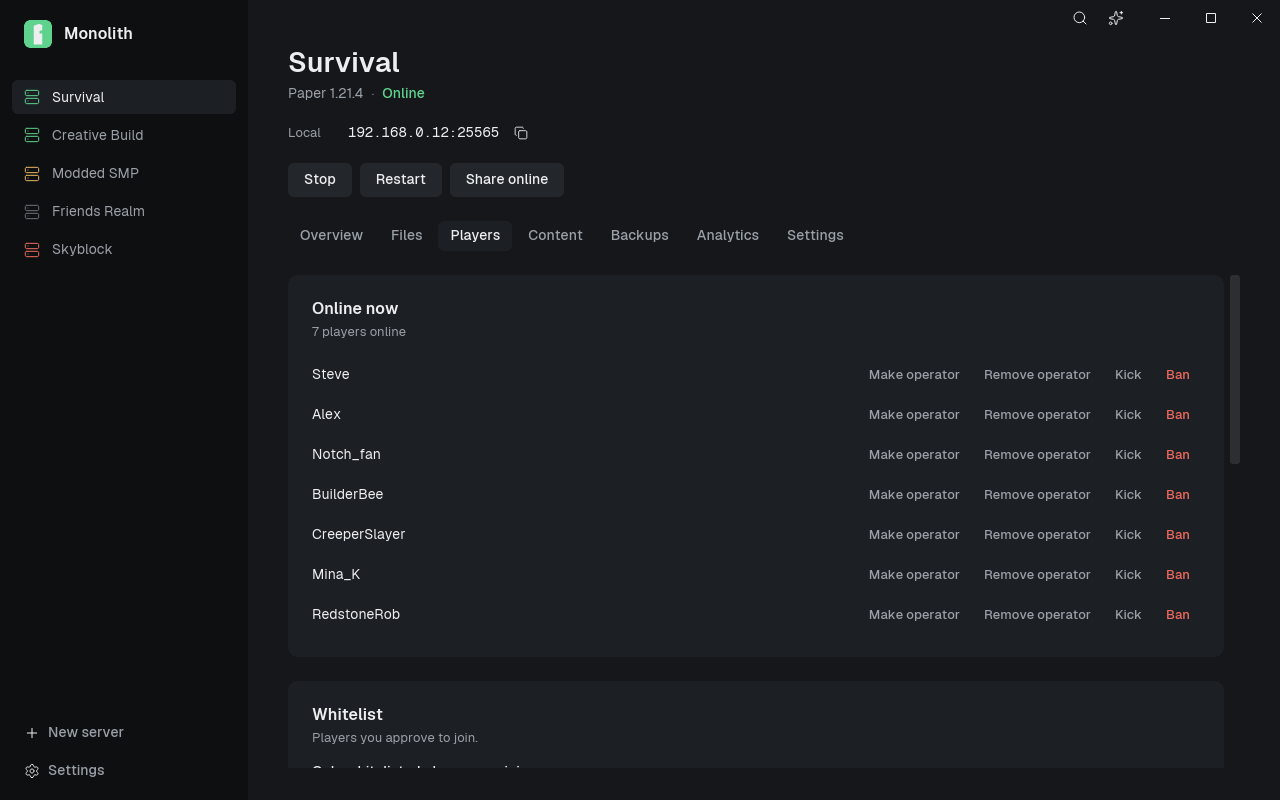 Monolith
Survival
Creative Build
Modded SMP
Friends Realm
Skyblock
New server
Settings
Survival
Paper 1.21.4 · Online
Local 192.168.0.12:25565
Stop Restart Share online
Overview Files Players Content Backups Analytics Settings
Online now
7 players online
Steve Make operator Remove operator Kick Ban
Alex Make operator Remove operator Kick Ban
Notch_fan Make operator Remove operator Kick Ban
BuilderBee Make operator Remove operator Kick Ban
CreeperSlayer Make operator Remove operator Kick Ban
Mina_K Make operator Remove operator Kick Ban
RedstoneRob Make operator Remove operator Kick Ban
Whitelist
Players you approve to join.